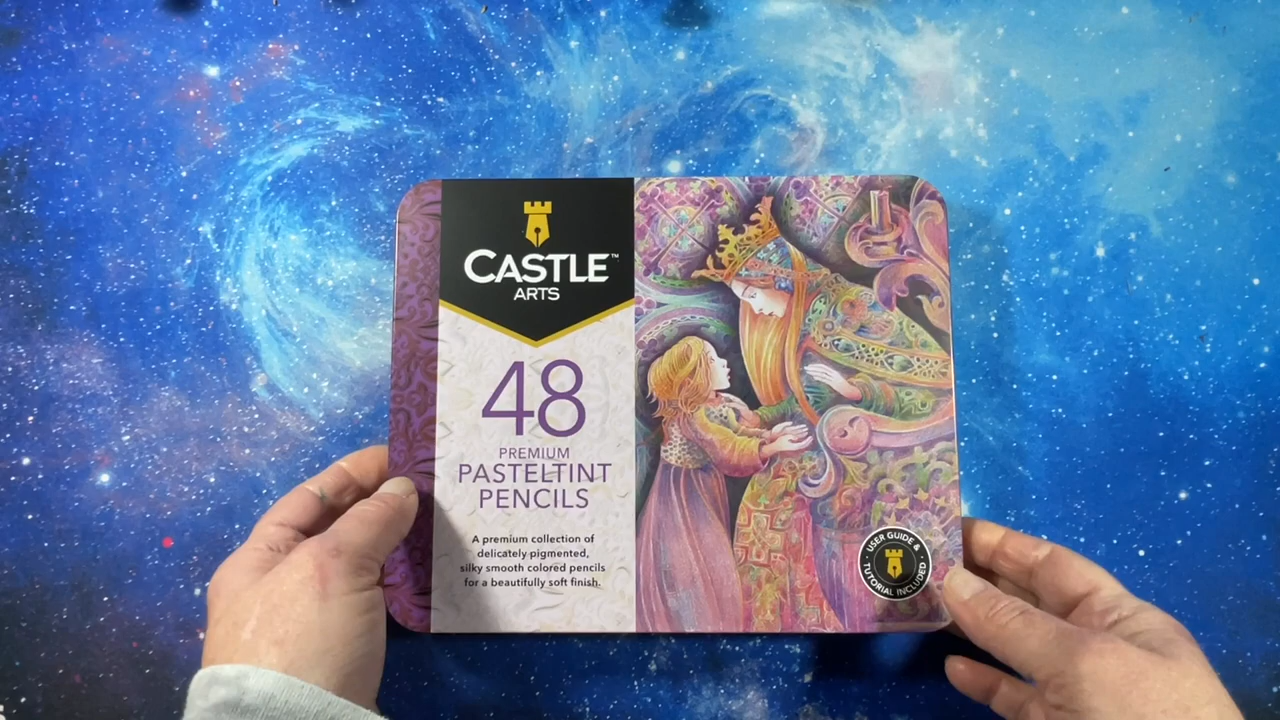 CASTLE™
ARTS
48
PREMIUM
PASTELTINT
PENCILS
A premium collection of
delicately-pigmented,
silky smooth colored pencils
for a beautifully soft finish.
USER GUIDE &
TUTORIAL INCLUDED